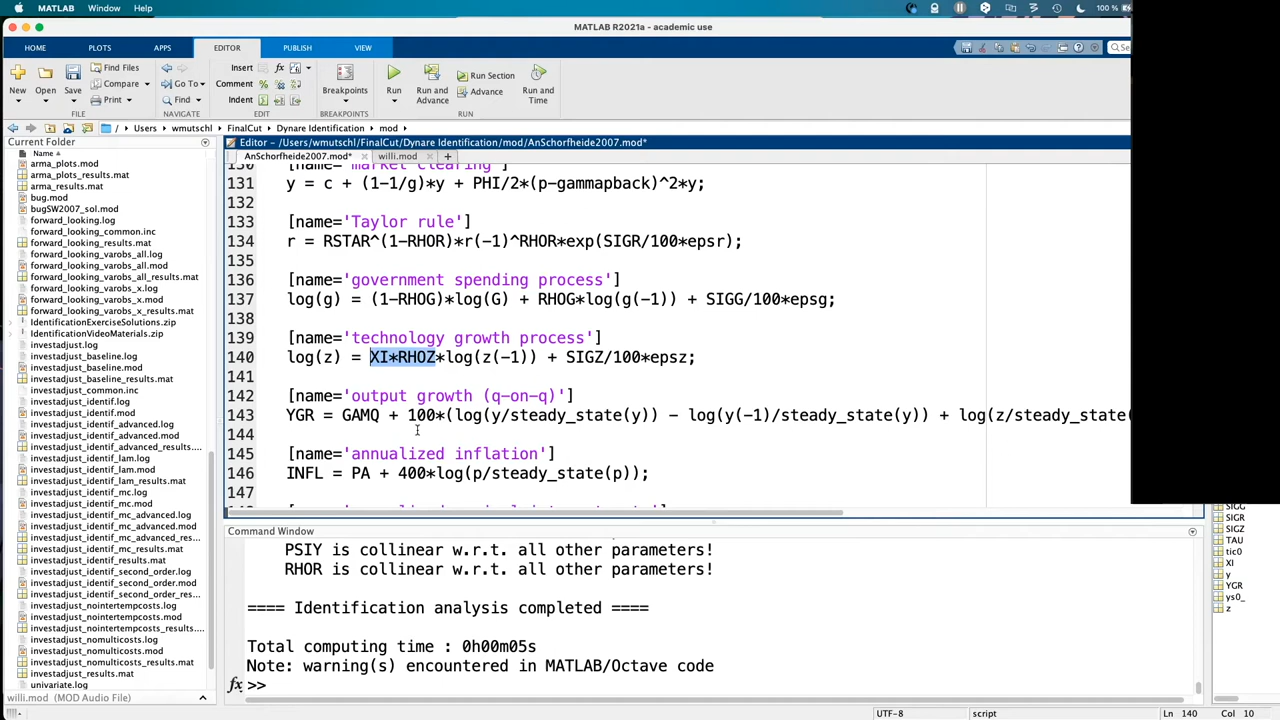 MATLAB Window Help 100 %
MATLAB R2021a - academic use
HOME PLOTS APPS EDITOR PUBLISH VIEW
New Open Save Find Files Compare Print Go To Find Insert Comment Indent Breakpoints Run Run and Advance Run Section Advance Run and Time
FILE NAVIGATE EDIT BREAKPOINTS RUN
/ Users wmutschl FinalCut Dynare Identification mod
Current Folder
Name
arma_plots.mod
arma_plots_results.mat
arma_results.mat
bug.mod
bugSW2007_sol.mod
forward_looking.log
forward_looking_common.inc
forward_looking_results.mat
forward_looking_varobs_all.log
forward_looking_varobs_all.mod
forward_looking_varobs_all_results.mat
forward_looking_varobs_x.log
forward_looking_varobs_x.mod
forward_looking_varobs_x_results.mat
IdentificationExerciseSolutions.zip
IdentificationVideoMaterials.zip
investadjust.log
investadjust_baseline.log
investadjust_baseline.mod
investadjust_baseline_results.mat
investadjust_common.inc
investadjust_identif.log
investadjust_identif.mod
investadjust_identif_advanced.log
investadjust_identif_advanced.mod
investadjust_identif_advanced_results...
investadjust_identif_lam.log
investadjust_identif_lam.mod
investadjust_identif_lam_results.mat
investadjust_identif_mc.log
investadjust_identif_mc.mod
investadjust_identif_mc_advanced.log
investadjust_identif_mc_advanced.mod
investadjust_identif_mc_advanced_res...
investadjust_identif_mc_results.mat
investadjust_identif_results.mat
investadjust_identif_second_order.log
investadjust_identif_second_order.mod
investadjust_identif_second_order_res...
investadjust_nointertempcosts.log
investadjust_nointertempcosts.mod
investadjust_nointertempcosts_results....
investadjust_nomulticosts.log
investadjust_nomulticosts.mod
investadjust_nomulticosts_results.mat
investadjust_results.mat
univariate.log
willi.mod (MOD Audio File)
Editor - /Users/wmutschl/FinalCut/Dynare Identification/mod/AnSchorfheide2007.mod*
AnSchorfheide2007.mod* willi.mod +
130 [name='market clearing']
131 y = c + (1-1/g)*y + PHI/2*(p-gammapback)^2*y;
132
133 [name='Taylor rule']
134 r = RSTAR^(1-RHOR)*r(-1)^RHOR*exp(SIGR/100*epsr);
135
136 [name='government spending process']
137 log(g) = (1-RHOG)*log(G) + RHOG*log(g(-1)) + SIGG/100*epsg;
138
139 [name='technology growth process']
140 log(z) = XI*RHOZ*log(z(-1)) + SIGZ/100*epsz;
141
142 [name='output growth (q-on-q)']
143 YGR = GAMQ + 100*(log(y/steady_state(y)) - log(y(-1)/steady_state(y)) + log(z/steady_state(
144
145 [name='annualized inflation']
146 INFL = PA + 400*log(p/steady_state(p));
147
Command Window
PSIY is collinear w.r.t. all other parameters!
RHOR is collinear w.r.t. all other parameters!
==== Identification analysis completed ====
Total computing time : 0h00m05s
Note: warning(s) encountered in MATLAB/Octave code
fx >>
SIGG
SIGR
SIGZ
TAU
tic0
XI
y
YGR
ys0_
z
UTF-8 script Ln 140 Col 10